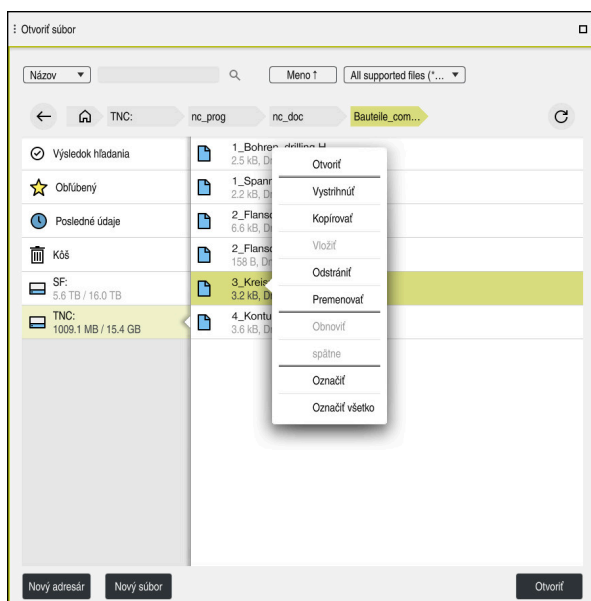 Otvoriť súbor
Názov
Meno ↑
All supported files (*...
TNC:
nc_prog
nc_doc
Bauteile_com...
Výsledok hľadania
Obľúbený
Posledné údaje
Kôš
SF:
5.6 TB / 16.0 TB
TNC:
1009.1 MB / 15.4 GB
1_Bohren_drilling.H
2.5 kB,
1_Spann
2.2 kB,
2_Flansc
6.6 kB,
2_Flansc
158 B,
3_Kreis
3.2 kB,
4_Kontu
3.6 kB,
Otvoriť
Vystrihnúť
Kopírovať
Vložiť
Odstrániť
Premenovať
Obnoviť
spätne
Označiť
Označiť všetko
Nový adresár
Nový súbor
Otvoriť